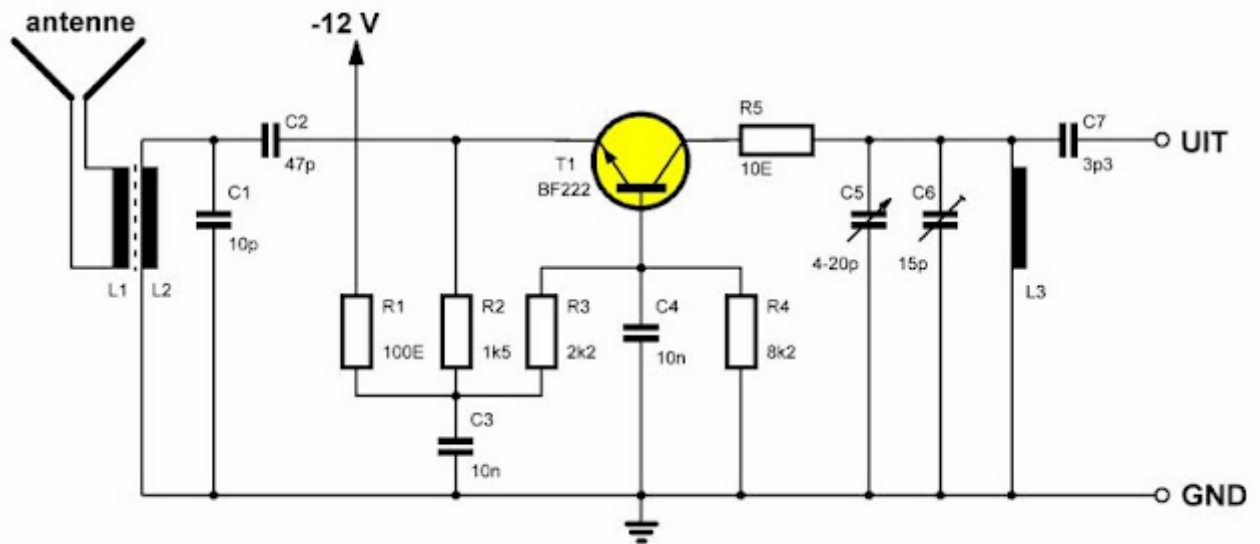 antenne
-12 V
C2
47p
C1
10p
L1
L2
T1
BF222
R5
10E
C7
3p3
UIT
C5
4-20p
C6
15p
L3
R1
100E
R2
1k5
R3
2k2
C4
10n
R4
8k2
C3
10n
GND